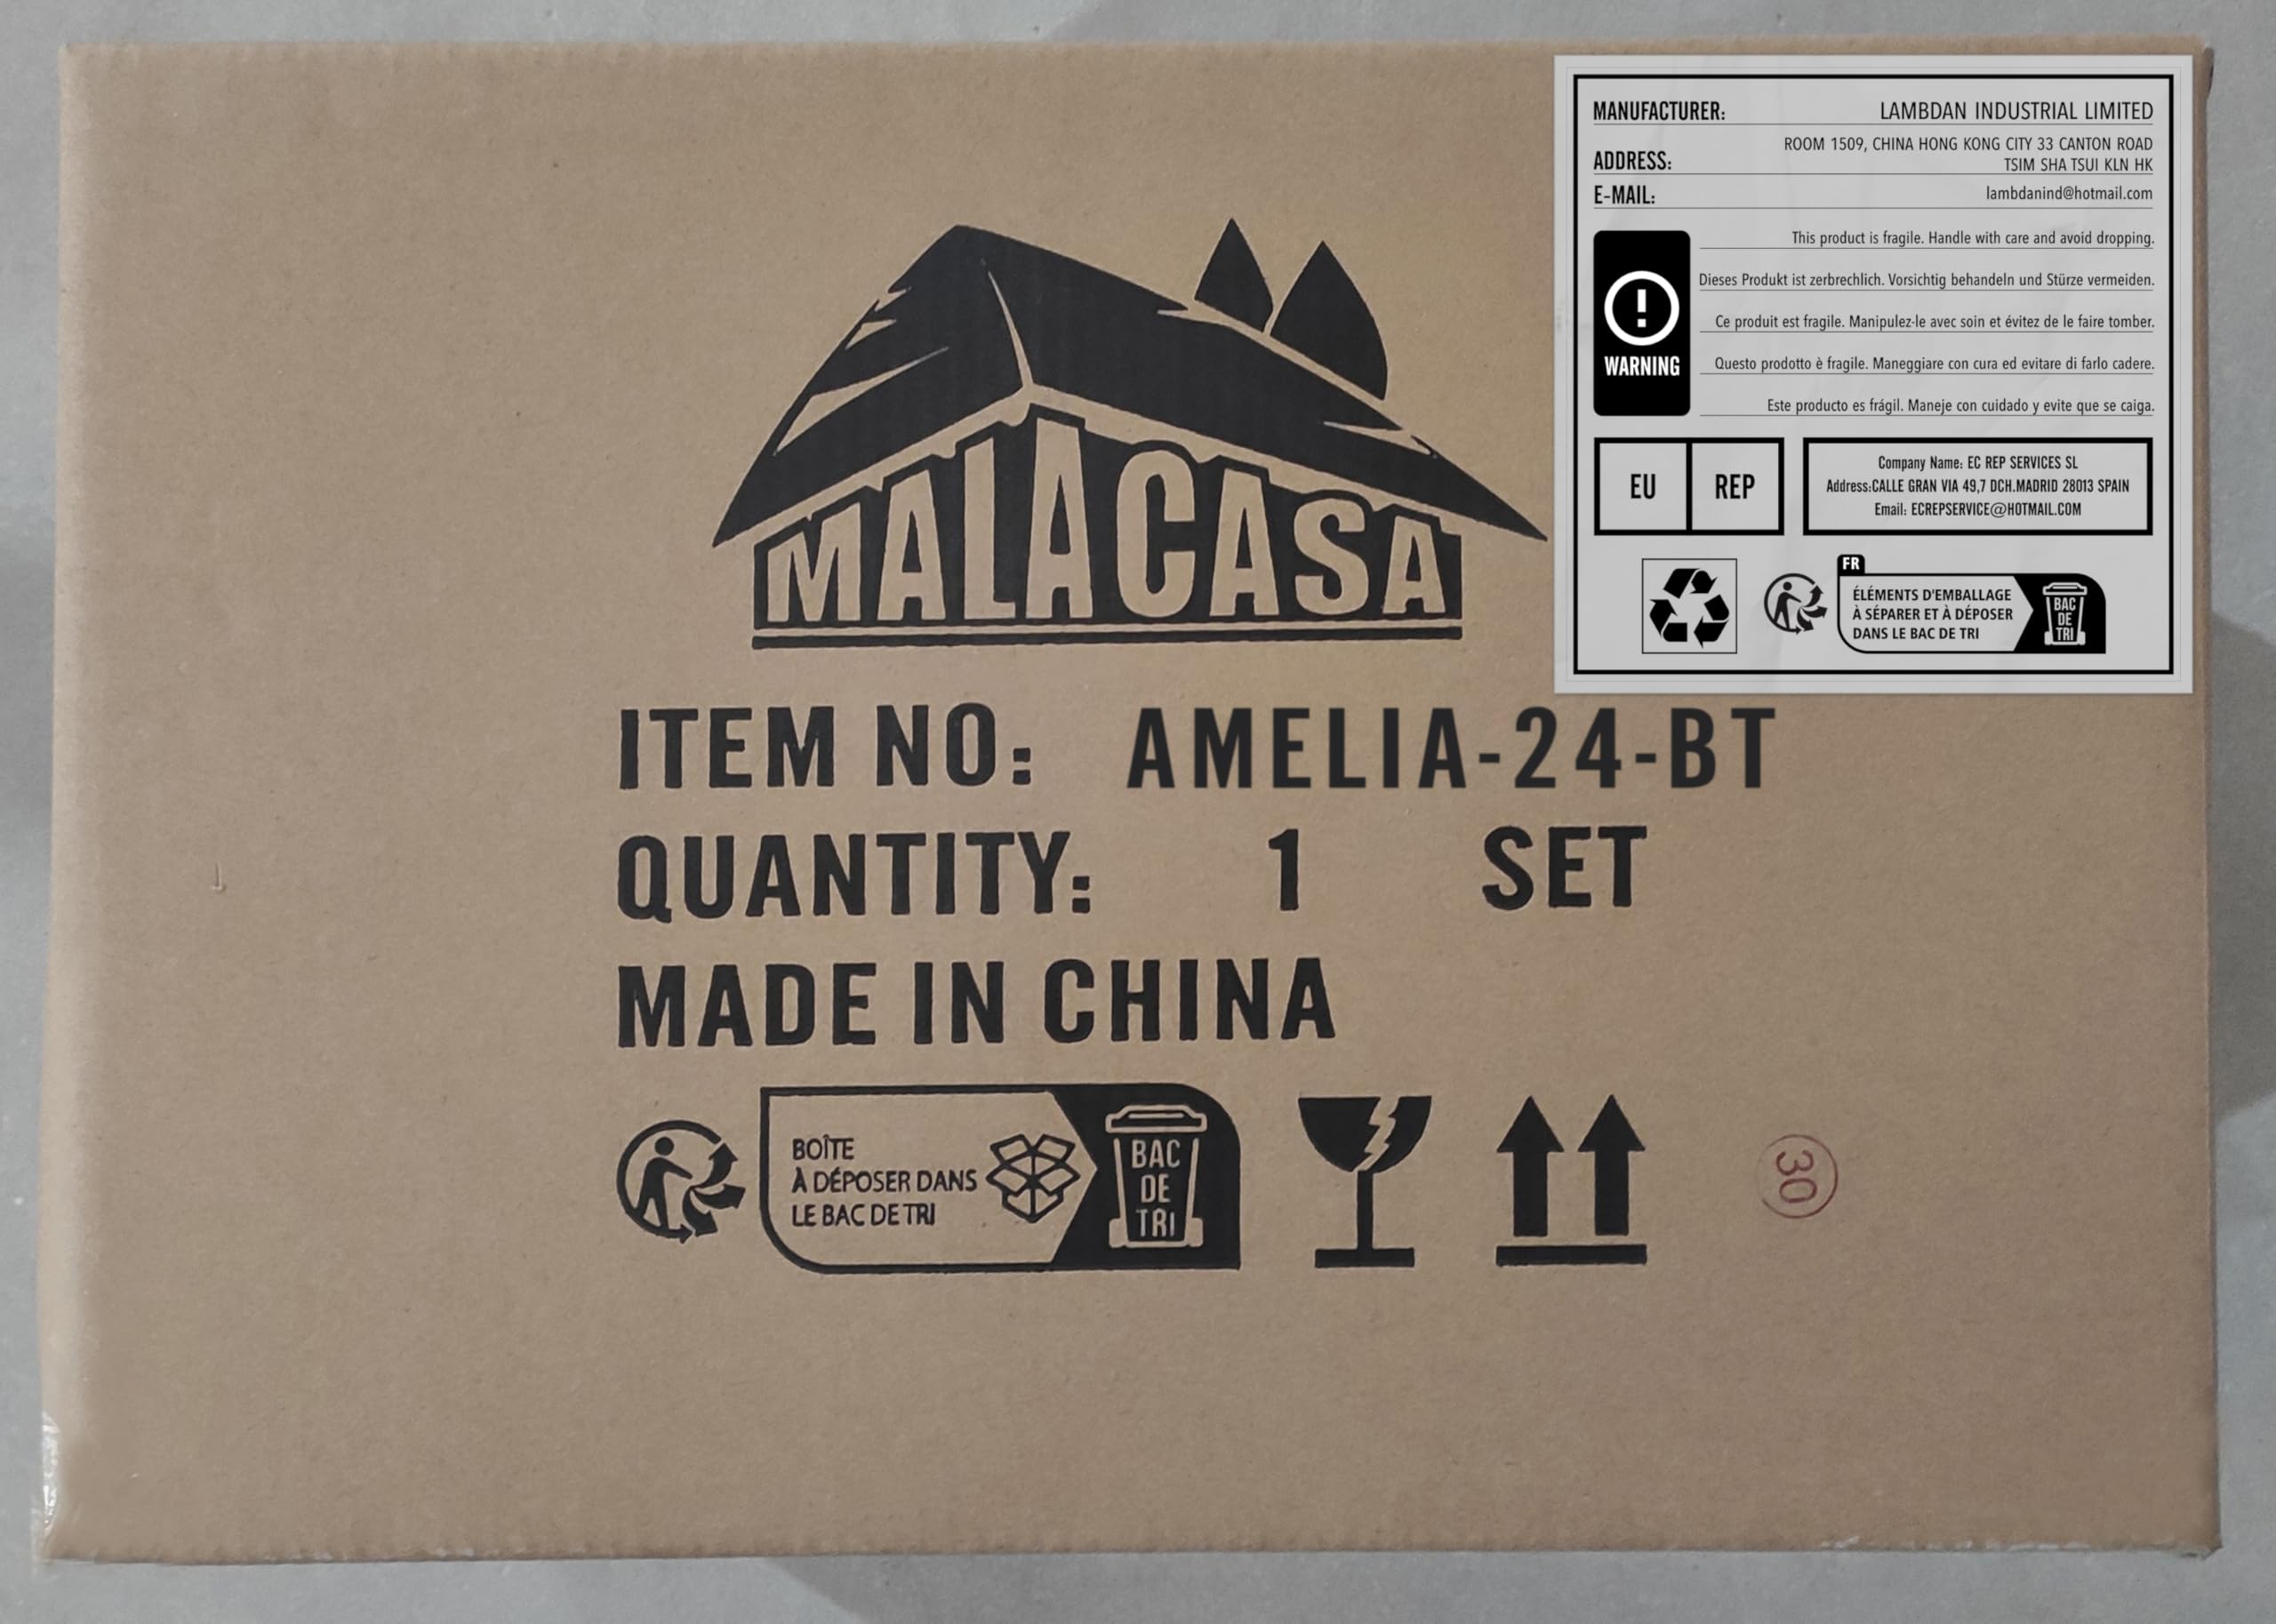 MALACASA
ITEM NO: AMELIA-24-BT
QUANTITY: 1 SET
MADE IN CHINA
BOÎTE
À DÉPOSER DANS
LE BAC DE TRI
BAC
DE
TRI
30
MANUFACTURER: LAMBDAN INDUSTRIAL LIMITED
ADDRESS: ROOM 1509, CHINA HONG KONG CITY 33 CANTON ROAD
TSIM SHA TSUI KLN HK
E-MAIL: lambdanind@hotmail.com
WARNING
This product is fragile. Handle with care and avoid dropping.
Dieses Produkt ist zerbrechlich. Vorsichtig behandeln und Stürze vermeiden.
Ce produit est fragile. Manipulez-le avec soin et évitez de le faire tomber.
Questo prodotto è fragile. Maneggiare con cura ed evitare di farlo cadere.
Este producto es frágil. Maneje con cuidado y evite que se caiga.
EU REP
Company Name: EC REP SERVICES SL
Address:CALLE GRAN VIA 49,7 DCH.MADRID 28013 SPAIN
Email: ECREPSERVICE@HOTMAIL.COM
FR
ÉLÉMENTS D'EMBALLAGE
À SÉPARER ET À DÉPOSER
DANS LE BAC DE TRI
BAC
DE
TRI